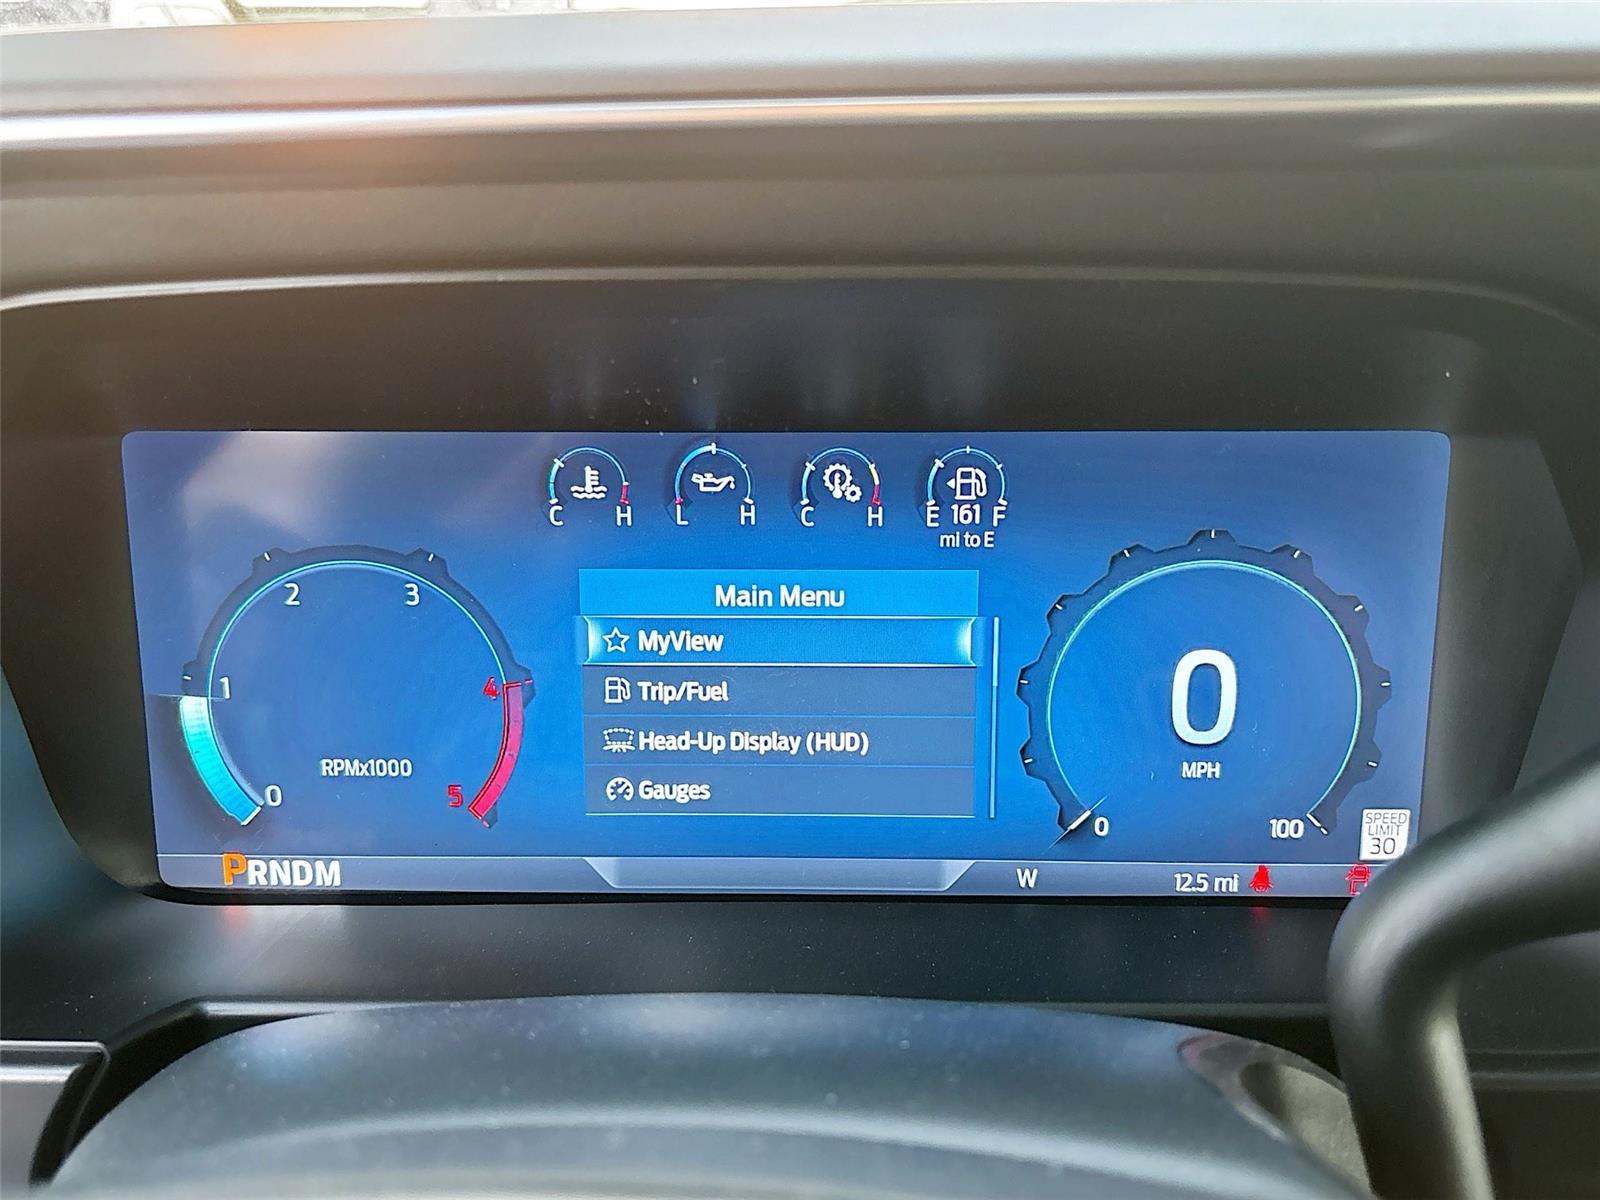 C H
L H
C H
E 161 F
mi to E
1
2
3
4
0
5
RPMx1000
Main Menu
MyView
Trip/Fuel
Head-Up Display (HUD)
Gauges
0
MPH
0
100
SPEED
LIMIT
30
PRNDM
W
12.5 mi